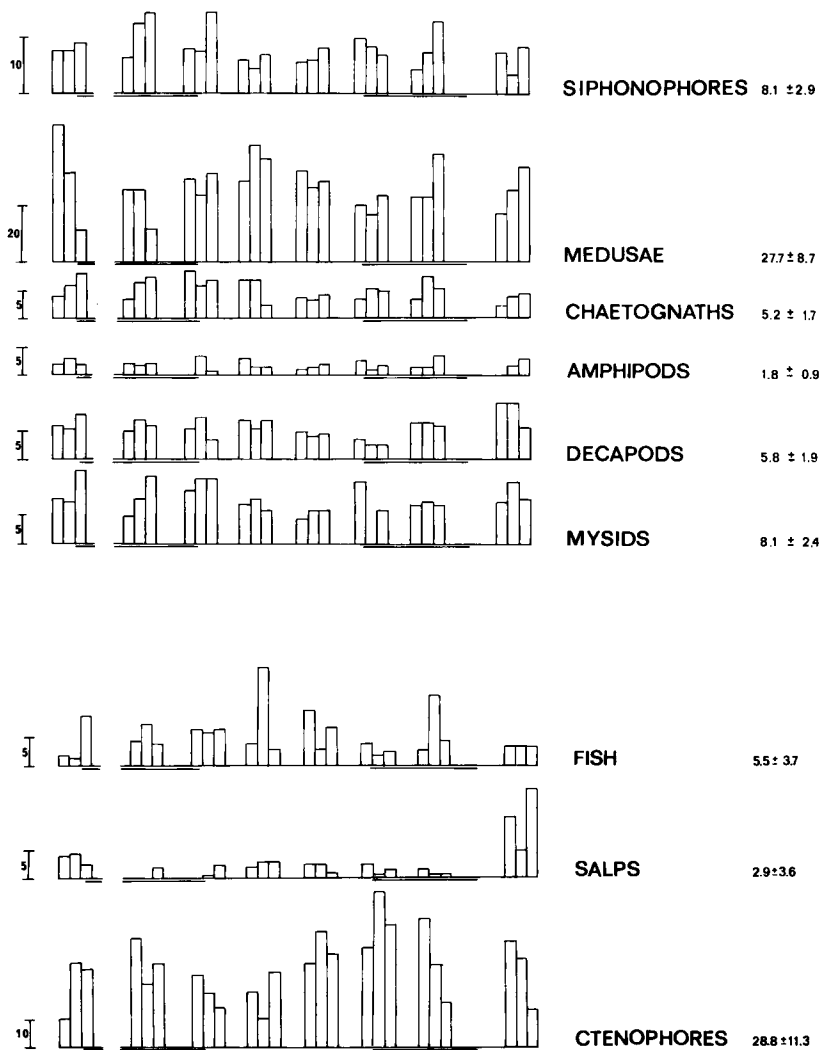 10
SIPHONOPHORES 8.1 ±2.9
20
MEDUSAE 27.7 ± 8.7
5
CHAETOGNATHS 5.2 ± 1.7
5
AMPHIPODS 1.8 ± 0.9
5
DECAPODS 5.8 ± 1.9
5
MYSIDS 8.1 ± 2.4
5
FISH 5.5 ± 3.7
5
SALPS 2.9 ±3.6
10
CTENOPHORES 28.8 ±11.3